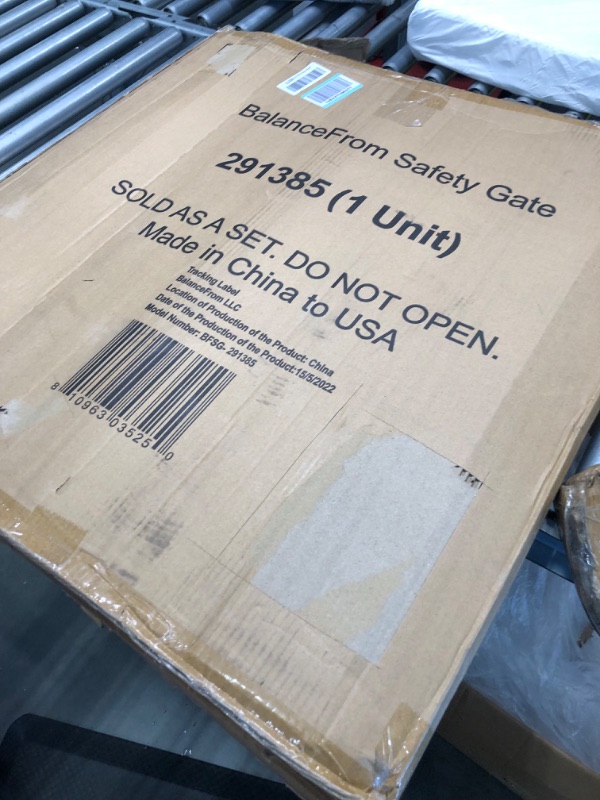 BalanceFrom Safety Gate
291385 (1 Unit)
SOLD AS A SET. DO NOT OPEN.
Made in China to USA
Tracking Label
BalanceFrom LLC
Location of Production of the Product: China
Date of the Production of the Product:15/5/2022
Model Number: BFSG- 291385
8 10963 03525 0